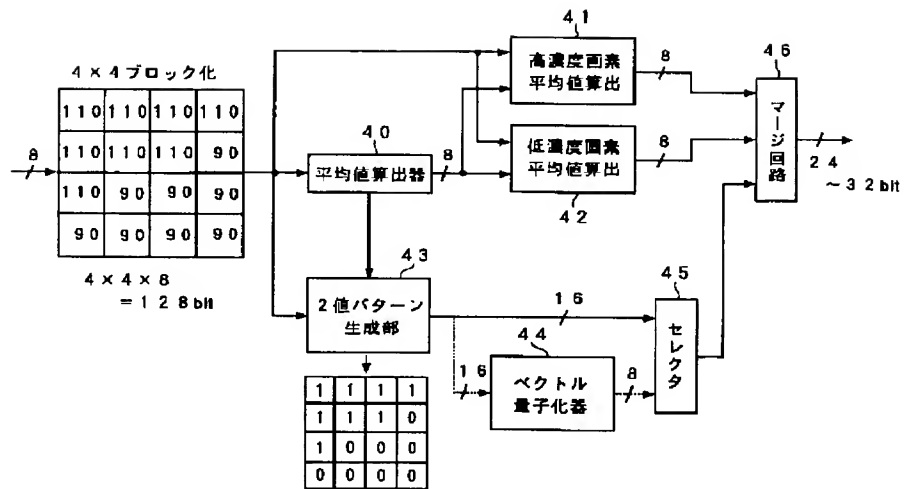 4×4ブロック化
110 110 110 110
110 110 110 90
110 90 90 90
90 90 90 90
8
4×4×8
=128bit
40
平均値算出器
8
41
高濃度画素
平均値算出
8
低濃度画素
平均値算出
42
8
43
2値パターン
生成部
16
16
44
ベクトル
量子化器
8
45
セレクタ
46
マージ回路
24
~32bit
1 1 1 1
1 1 1 0
1 0 0 0
0 0 0 0